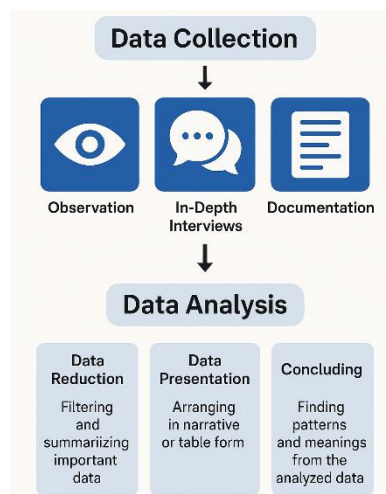 Data Collection
Observation
In-Depth
Interviews
Documentation
Data Analysis
Data
Reduction
Filtering
and
summariizing
important
data
Data
Presentation
Arranging
in narrative
or table form
Concluding
Finding
patterns
and meanings
from the
analyzed data